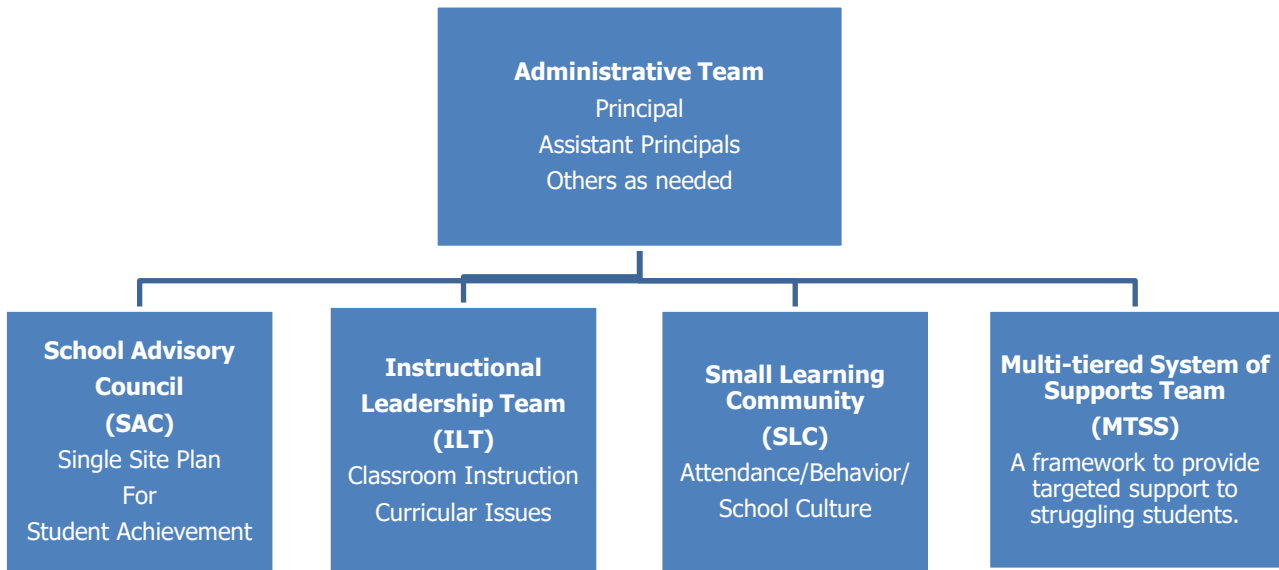 Administrative Team
Principal
Assistant Principals
Others as needed
School Advisory
Council
(SAC)
Single Site Plan
For
Student Achievement
Instructional
Leadership Team
(ILT)
Classroom Instruction
Curricular Issues
Small Learning
Community
(SLC)
Attendance/Behavior/
School Culture
Multi-tiered System of
Supports Team
(MTSS)
A framework to provide
targeted support to
struggling students.